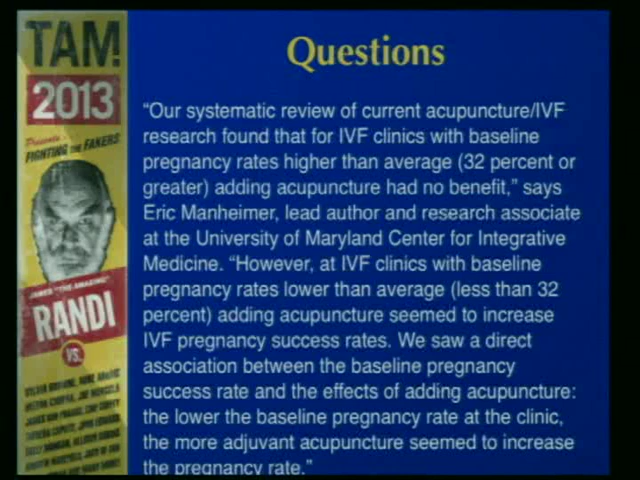 TAM!
2013
FIGHTING THE FAKERS
JAMES "THE AMAZING"
RANDI
VS.
Questions
“Our systematic review of current acupuncture/IVF
research found that for IVF clinics with baseline
pregnancy rates higher than average (32 percent or
greater) adding acupuncture had no benefit,” says
Eric Manheimer, lead author and research associate
at the University of Maryland Center for Integrative
Medicine. “However, at IVF clinics with baseline
pregnancy rates lower than average (less than 32
percent) adding acupuncture seemed to increase
IVF pregnancy success rates. We saw a direct
association between the baseline pregnancy
success rate and the effects of adding acupuncture:
the lower the baseline pregnancy rate at the clinic,
the more adjuvant acupuncture seemed to increase
the pregnancy rate.”